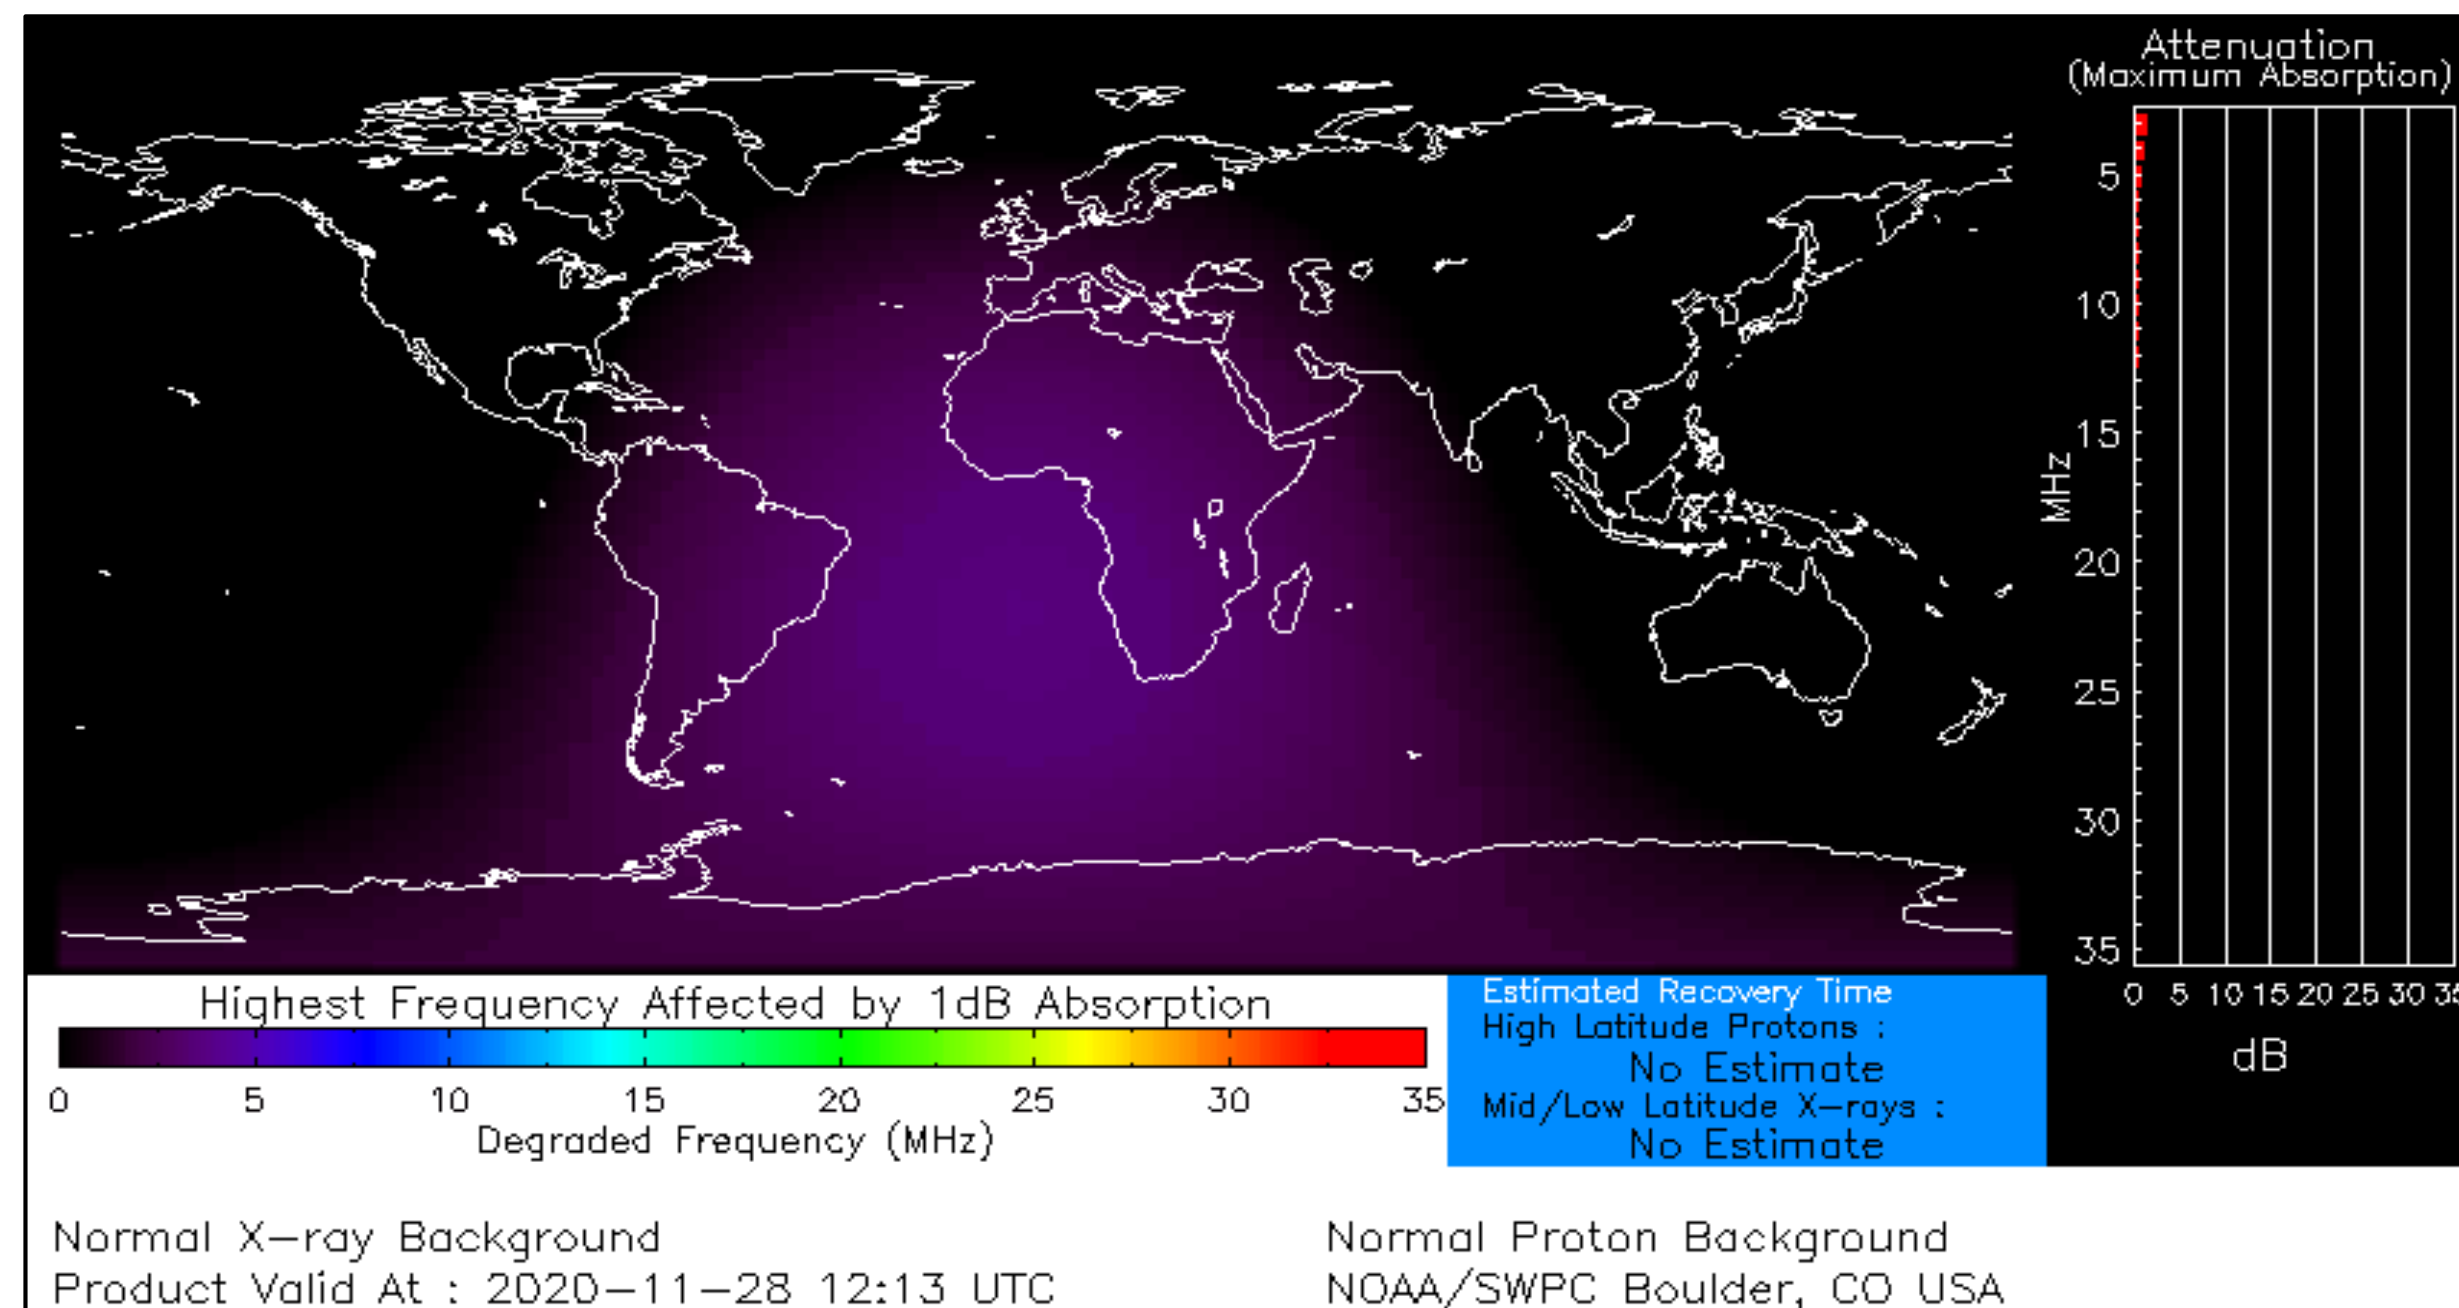 Attenuation
(Maximum Absorption)
5
10
15
20
25
30
35
MHz
0 5 10 15 20 25 30
dB
Highest Frequency Affected by 1dB Absorption
0 5 10 15 20 25 30 35
Degraded Frequency (MHz)
Estimated Recovery Time
High Latitude Protons :
No Estimate
Mid/Low Latitude X-rays :
No Estimate
Normal X-ray Background
Product Valid At : 2020-11-28 12:13 UTC
Normal Proton Background
NOAA/SWPC Boulder, CO USA